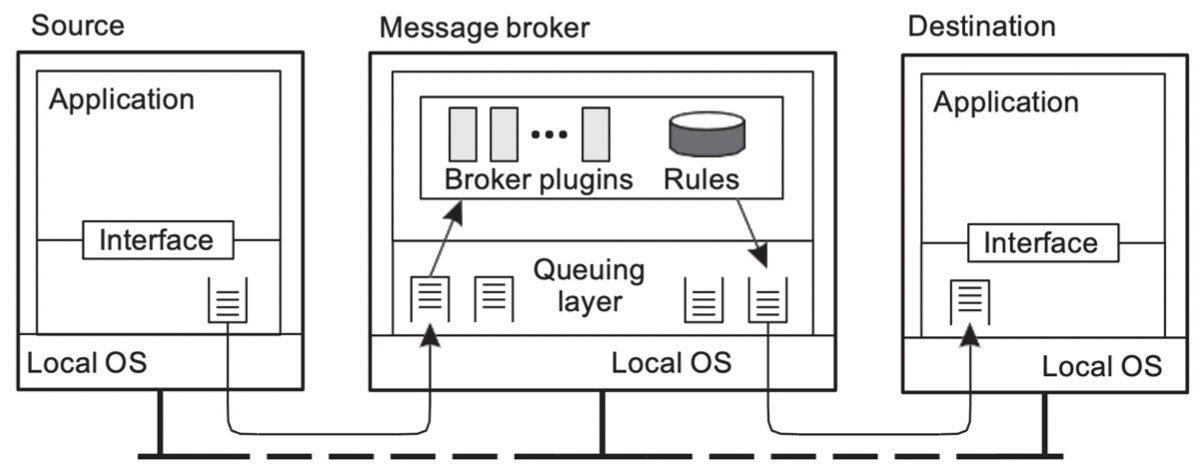 Source
Message broker
Destination
Application
Application
Broker plugins
Rules
Interface
Interface
Queuing
layer
Local OS
Local OS
Local OS